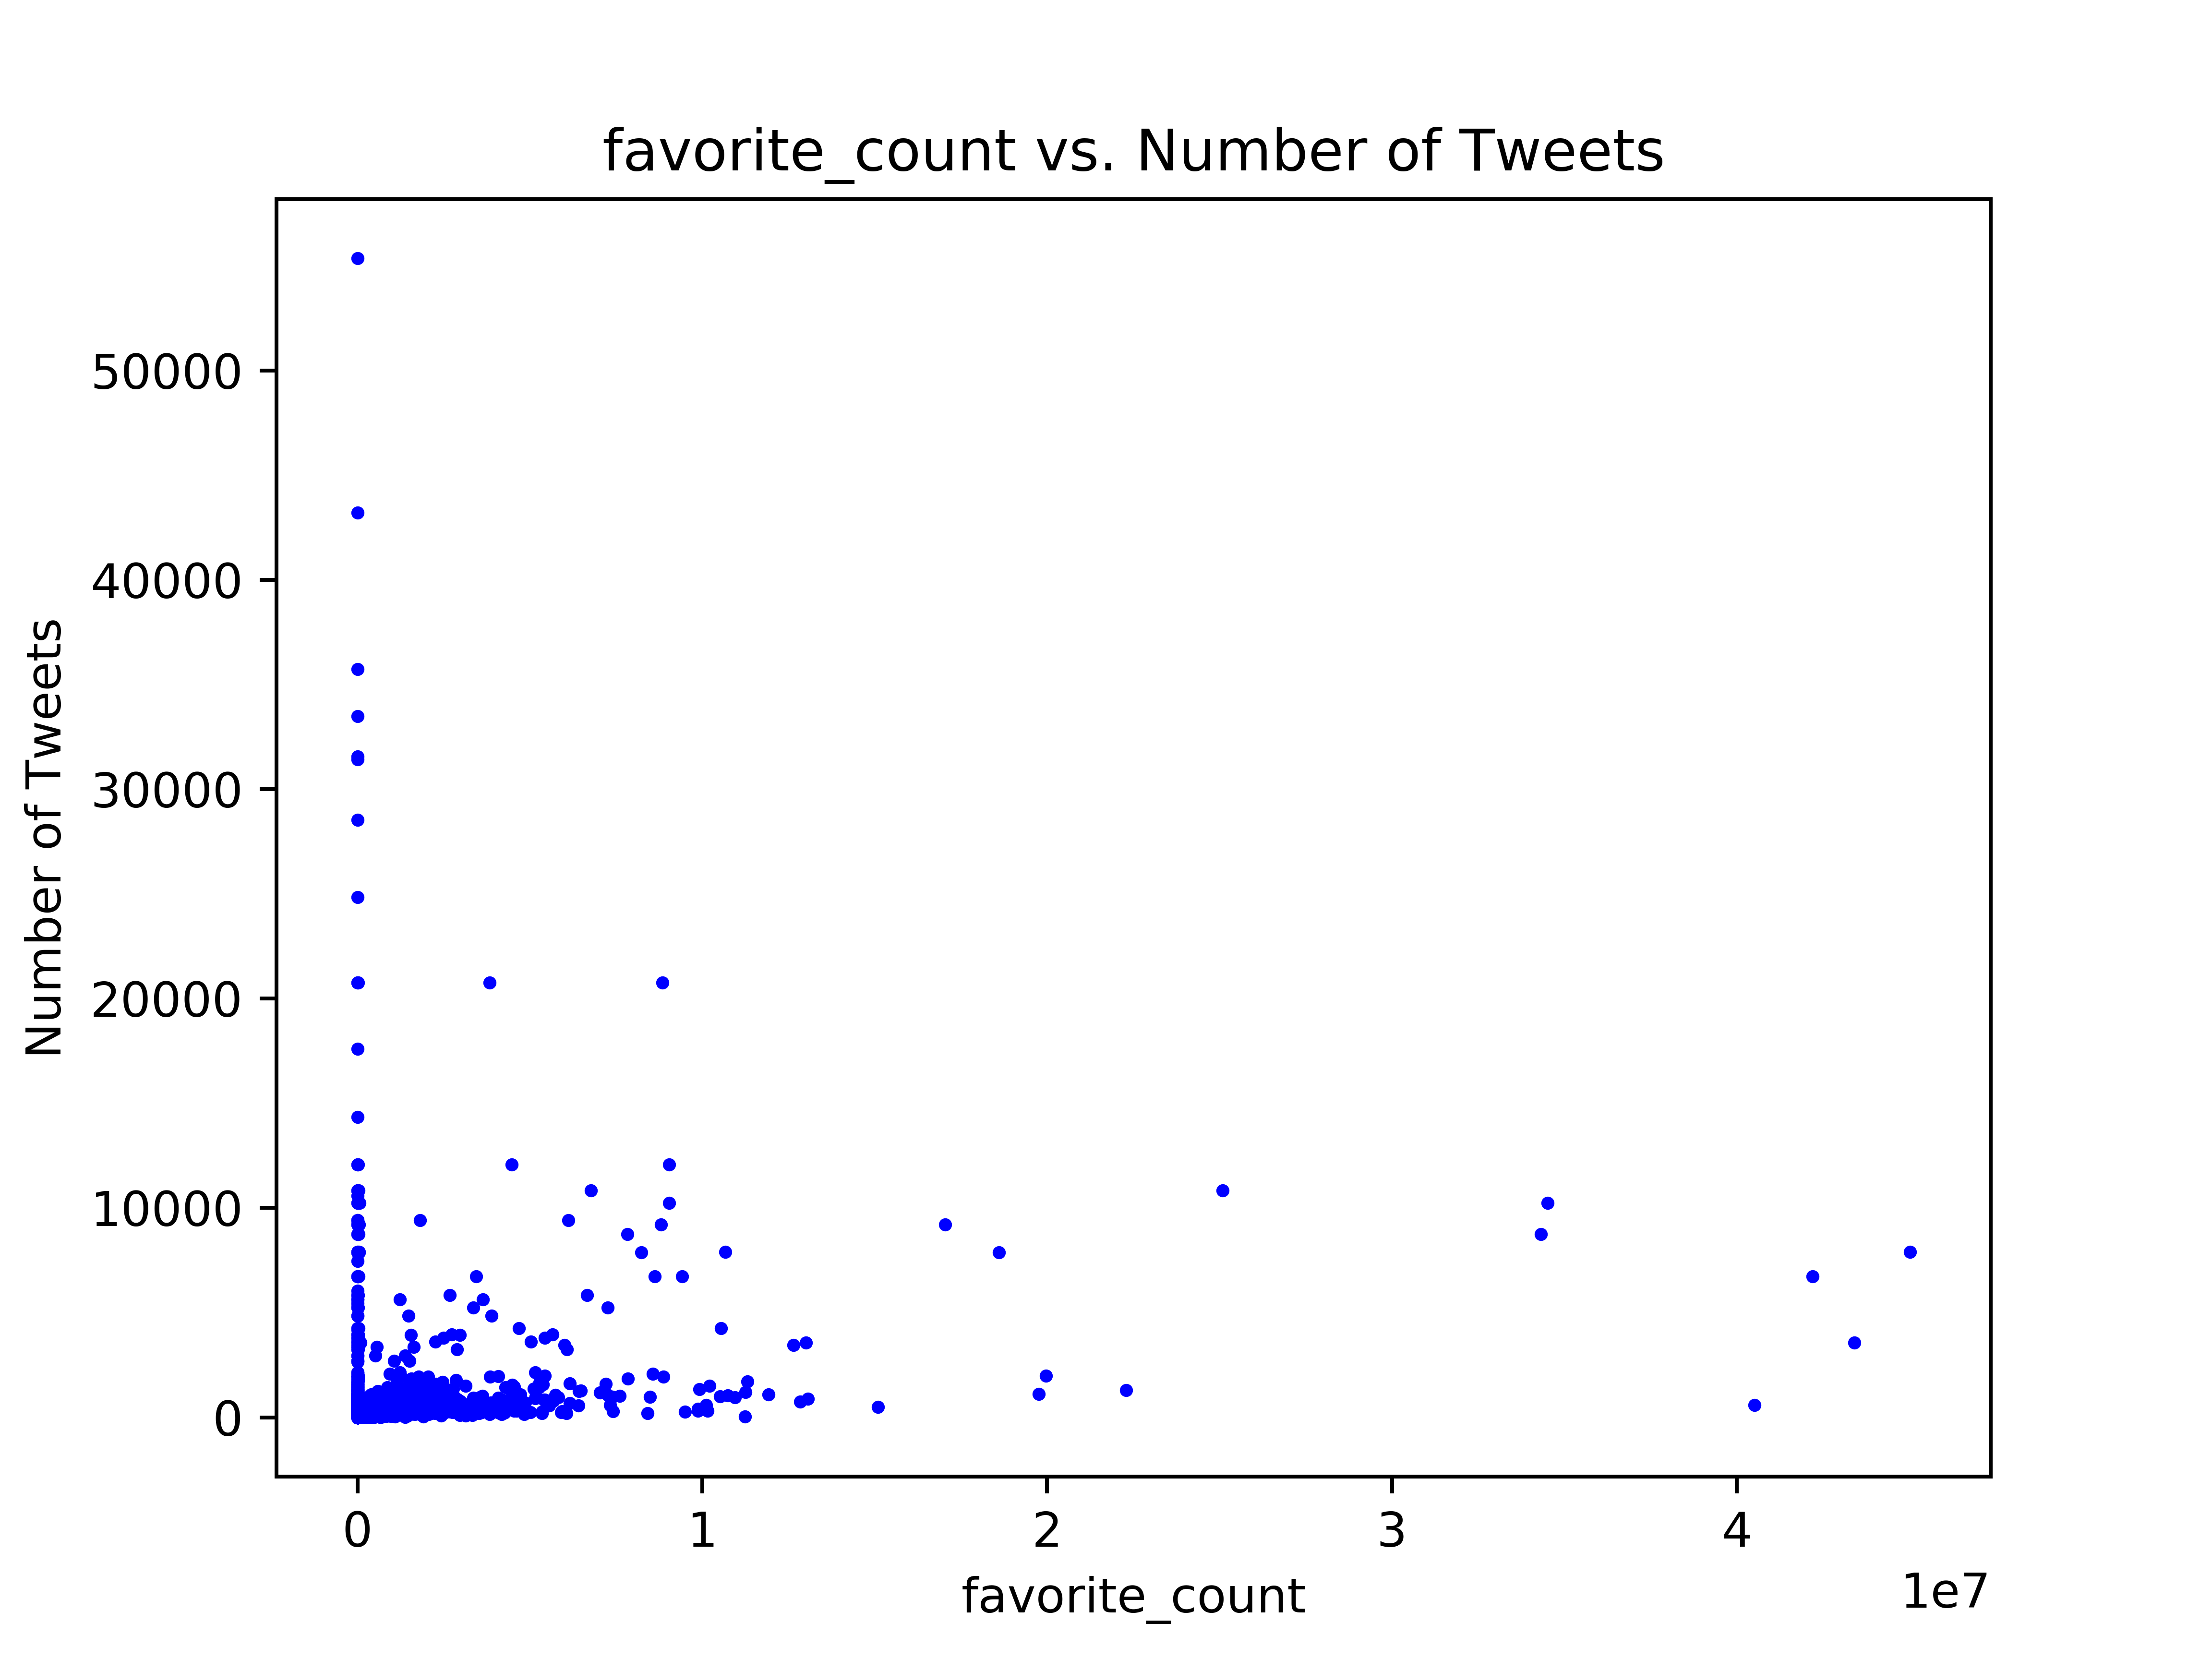 favorite_count vs. Number of Tweets
Number of Tweets
50000
40000
30000
20000
10000
0
0 1 2 3 4
favorite_count
1e7